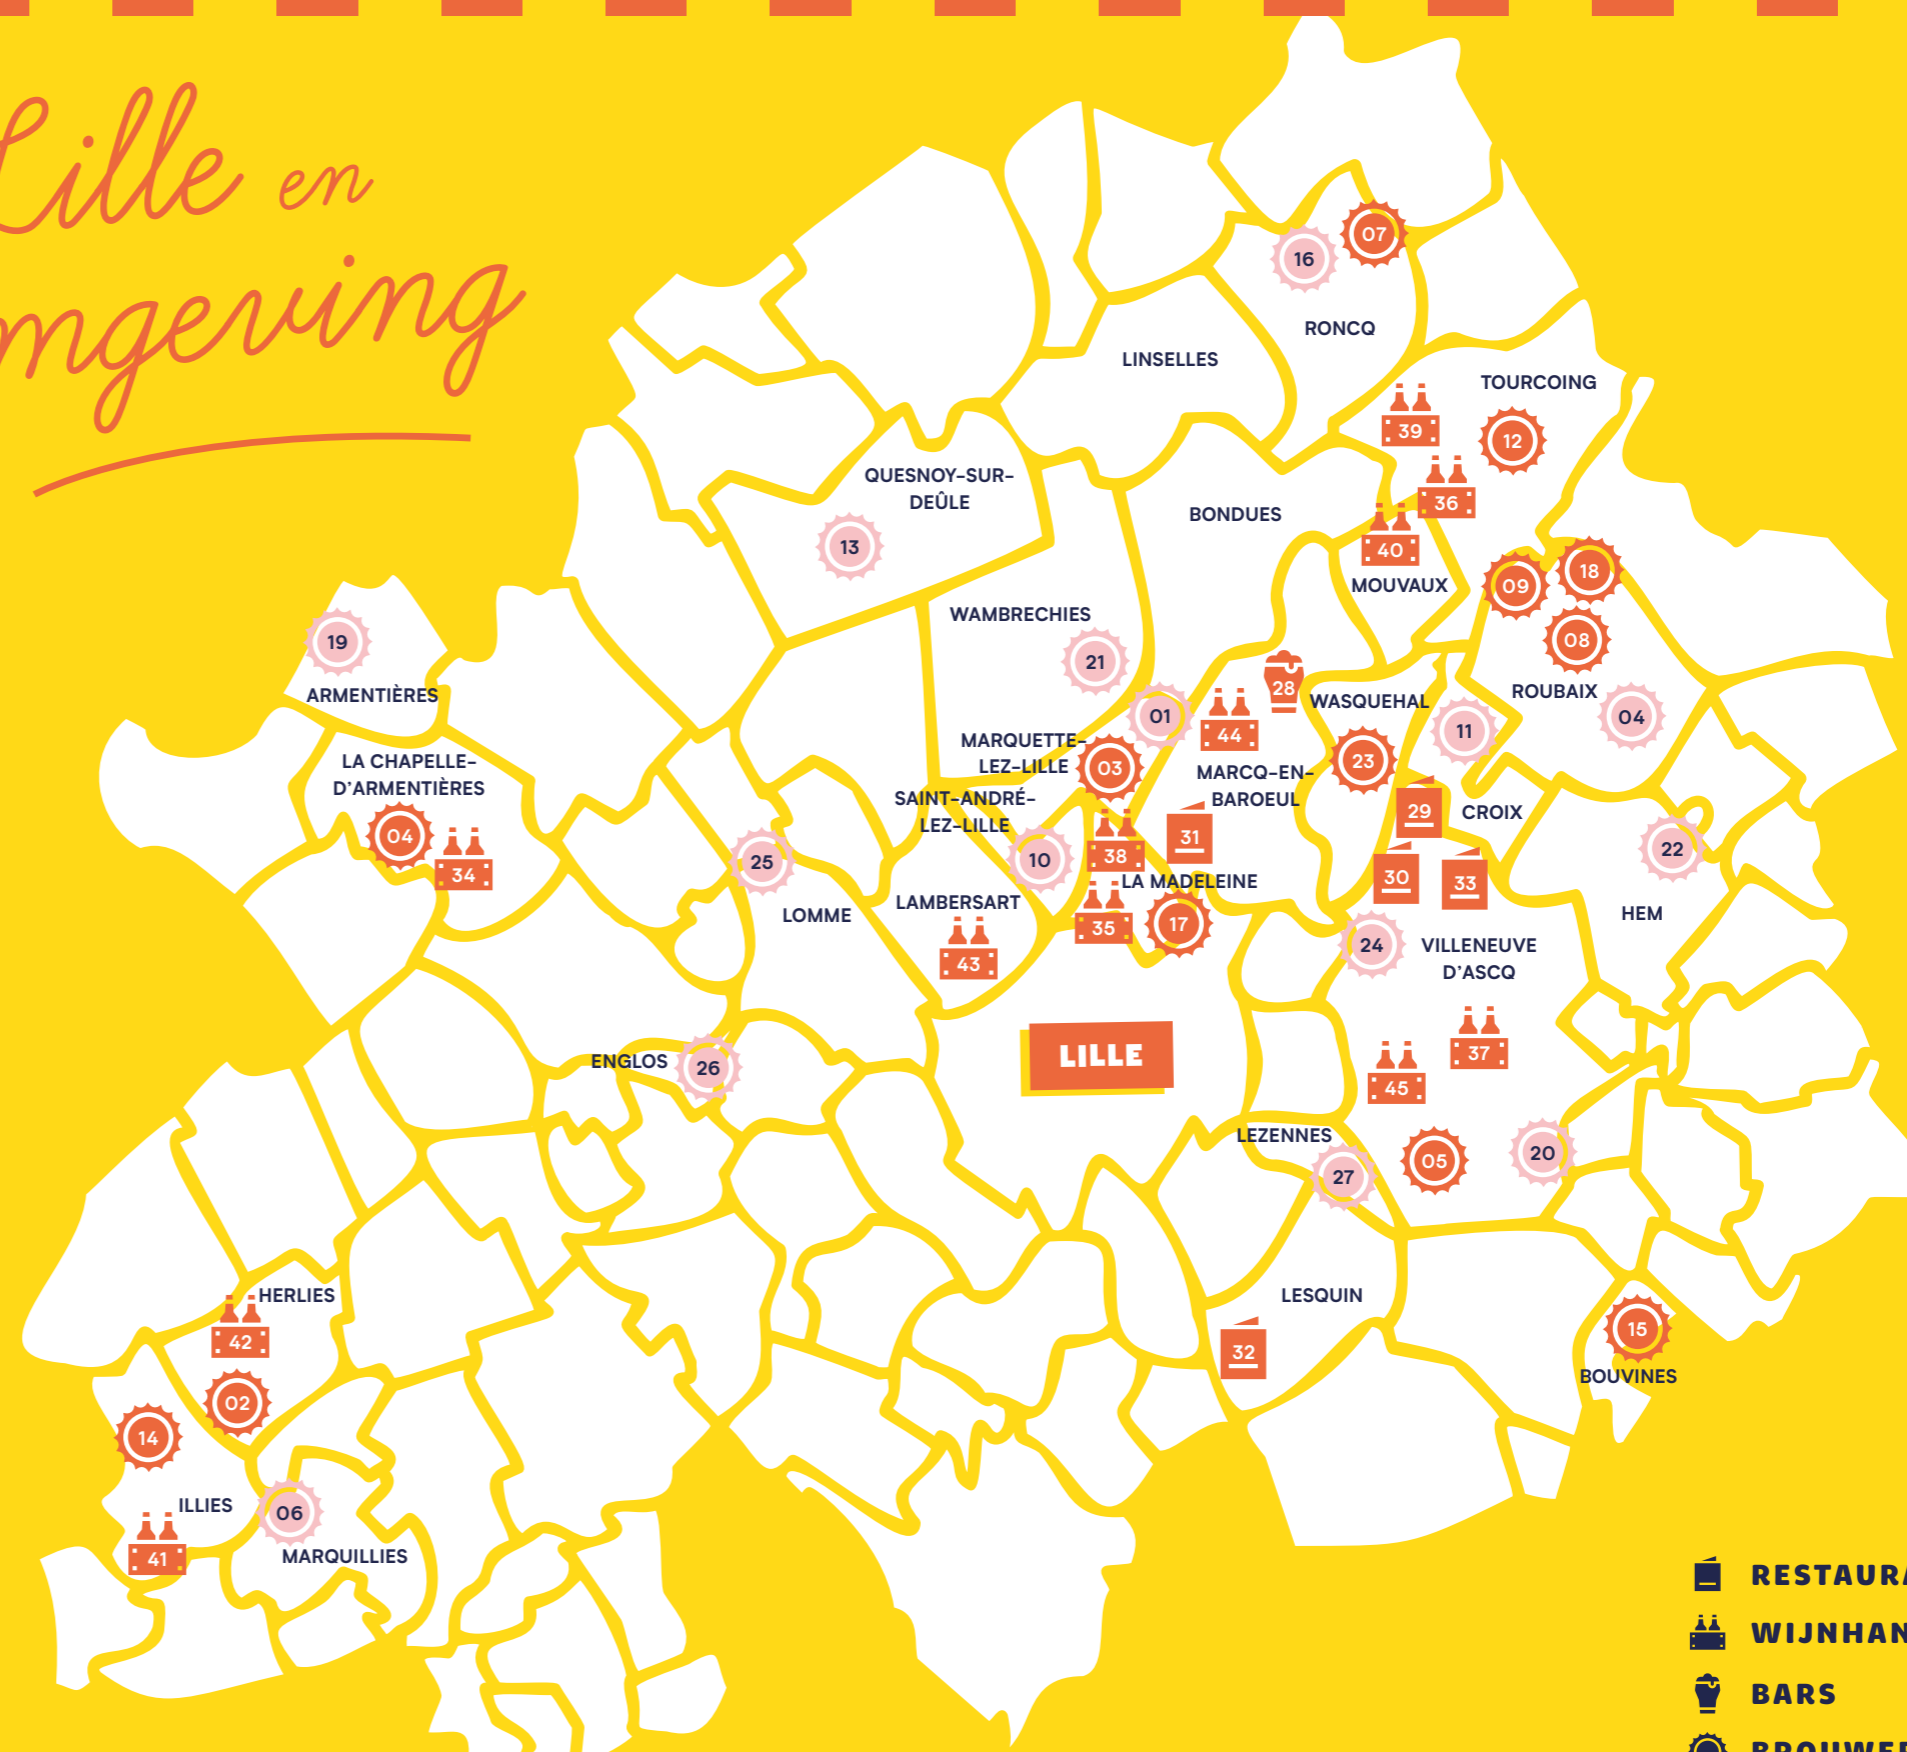 Lille en
mgeving
16
07
RONCQ
LINSELLES
TOURCOING
39
12
QUESNOY-SUR-
DEÛLE
36
BONDUES
13
40
MOUVAUX
09
18
08
WAMBRECHIES
19
21
ARMENTIÈRES
28
ROUBAIX
WASQUEHAL
01
04
44
11
MARQUETTE-
LEZ-LILLE
03
23
LA CHAPELLE-
D'ARMENTIÈRES
MARCQ-EN-
BAROEUL
SAINT-ANDRÉ-
LEZ-LILLE
29
CROIX
04
31
22
34
25
10
38
30
33
LA MADELEINE
LAMBERSART
LOMME
HEM
35
17
24
VILLENEUVE
D'ASCQ
43
LILLE
37
ENGLOS
26
45
LEZENNES
05
20
27
HERLIES
LESQUIN
42
15
32
BOUVINES
02
14
ILLIES
06
41
MARQUILLIES
RESTAURA
WIJNHAN
BARS
BROUWER